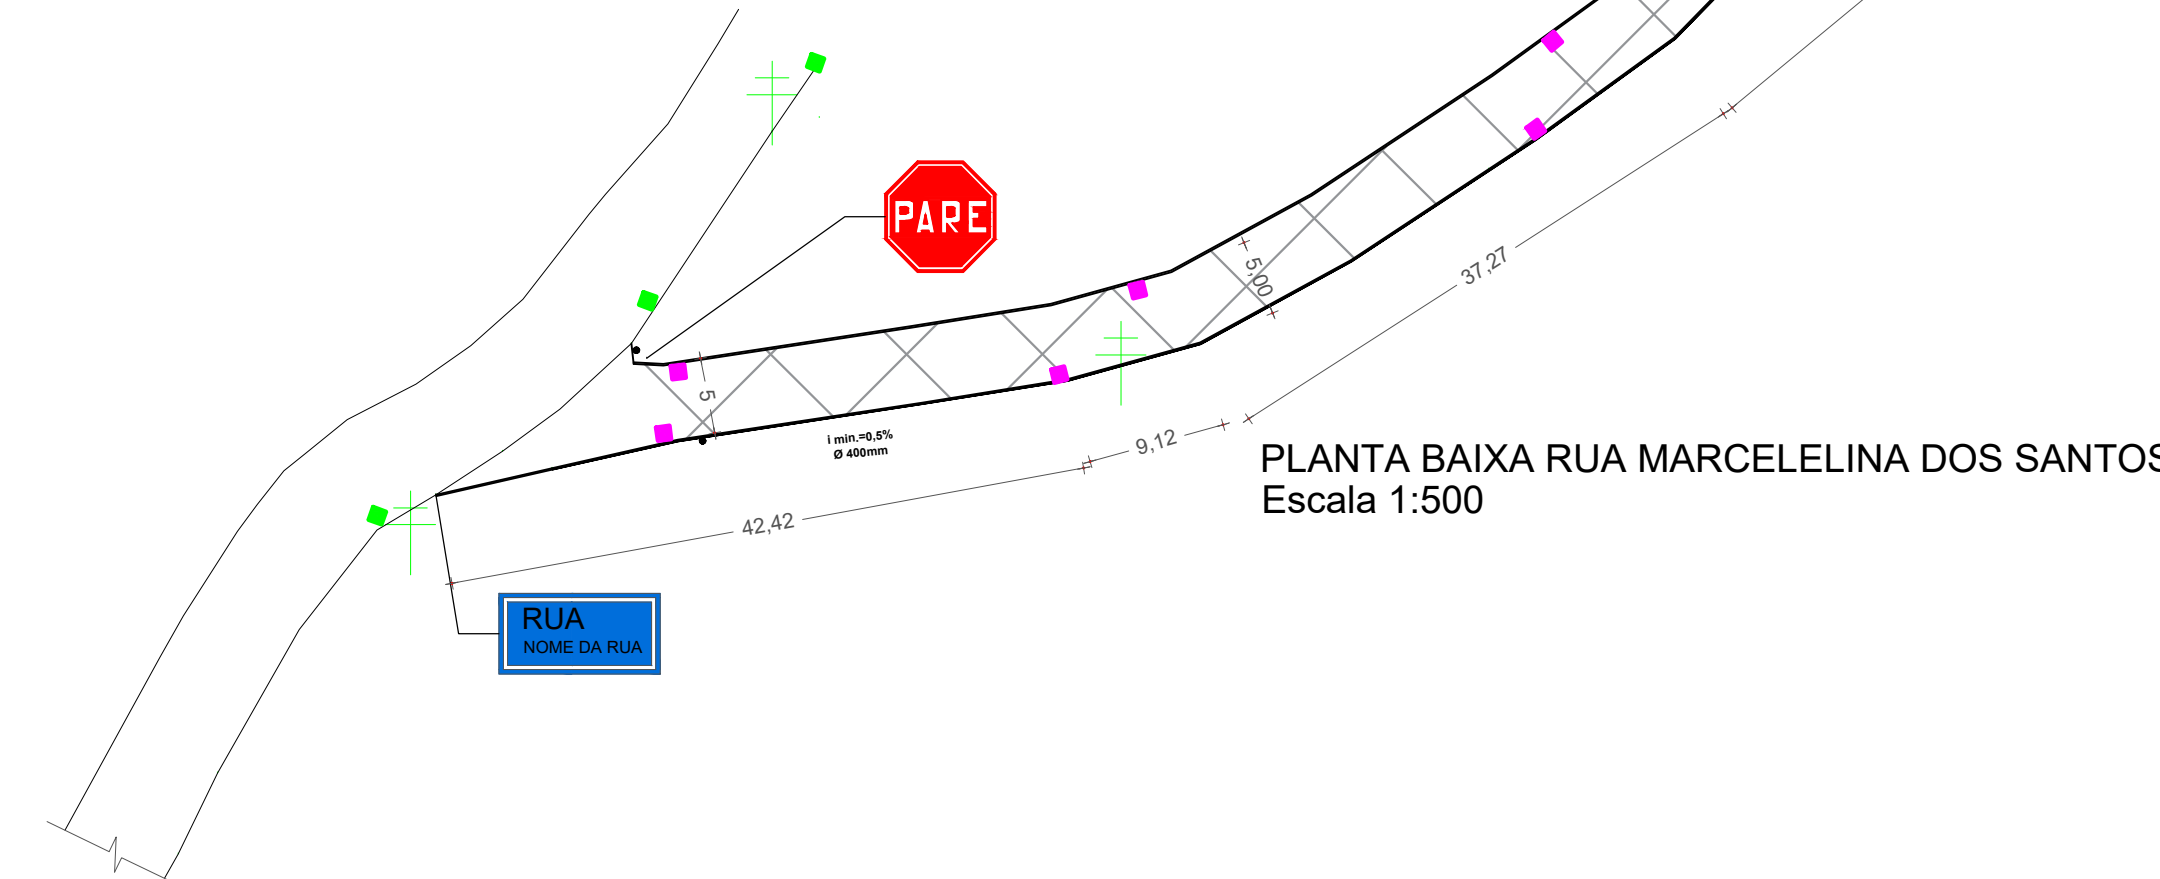 PARE
5,00
37,27
5
i min.=0,5%
Ø 400mm
9,12
PLANTA BAIXA RUA MARCELELINA DOS SANTOS
Escala 1:500
42,42
RUA
NOME DA RUA